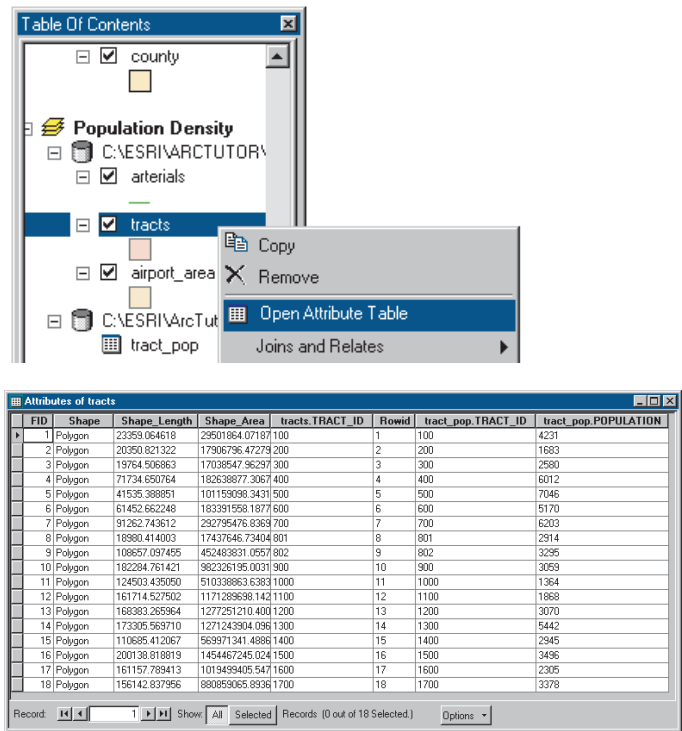 Table Of Contents
county
Population Density
C:\ESRI\ARCTUTOR\
arterials
tracts
Copy
airport_area
Remove
C:\ESRI\ArcTut
Open Attribute Table
tract_pop
Joins and Relates
Attributes of tracts
FID Shape Shape_Length Shape_Area tracts.TRACT_ID Rowid tract_pop.TRACT_ID tract_pop.POPULATION
1 Polygon 23359.064618 29501864.07187 100 1 100 4231
2 Polygon 20350.821322 17906796.47279 200 2 200 1683
3 Polygon 19764.506863 17038547.96297 300 3 300 2580
4 Polygon 71734.650764 182638877.3067 400 4 400 6012
5 Polygon 41535.388851 101159098.3431 500 5 500 7046
6 Polygon 61452.662248 183391558.1877 600 6 600 5170
7 Polygon 91262.743612 292795476.8369 700 7 700 6203
8 Polygon 18980.414003 17437646.73404 801 8 801 2914
9 Polygon 108657.097455 452483831.0557 802 9 802 3295
10 Polygon 182284.761421 982326195.0031 900 10 900 3059
11 Polygon 124503.435050 510338863.6383 1000 11 1000 1364
12 Polygon 161714.527502 1171289698.142 1100 12 1100 1868
13 Polygon 168383.265964 1277251210.400 1200 13 1200 3070
14 Polygon 173305.569710 1271243904.096 1300 14 1300 5442
15 Polygon 110685.412067 569971341.4886 1400 15 1400 2945
16 Polygon 200138.818819 1454467245.024 1500 16 1500 3496
17 Polygon 161157.789413 1019499405.547 1600 17 1600 2305
18 Polygon 156142.837956 880859065.8936 1700 18 1700 3378
Record: 1 Show: All Selected Records (0 out of 18 Selected.) Options